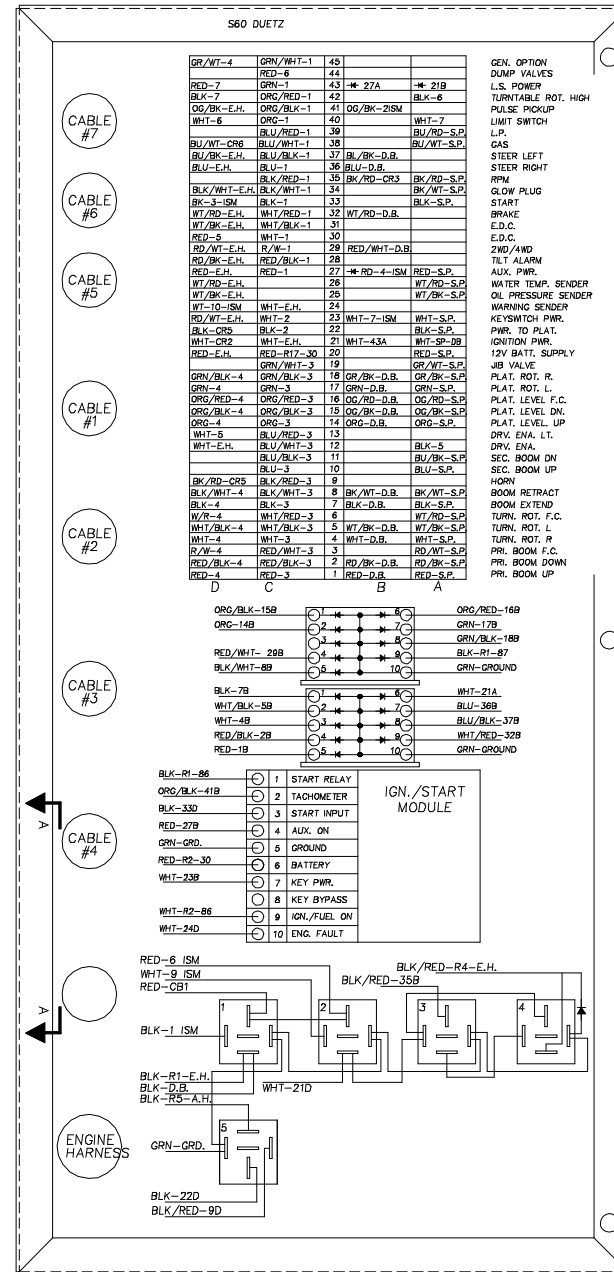 S60 DUETZ
GR/WT-4 GRN/WHT-1 45 GEN. OPTION
RED-6 44 DUMP VALVES
RED-7 GRN-1 43 27A 21B L.S. POWER
BLK-7 ORG/RED-1 42 BLK-6 TURNTABLE ROT. HIGH
OG/BK-E.H. ORG/BLK-1 41 OG/BK-2ISM PULSE PICKUP
WHT-6 ORG-1 40 WHT-7 LIMIT SWITCH
BLU/RED-1 39 BU/RD-S.P. L.P.
BU/WT-CR6 BLU/WHT-1 38 BU/WT-S.P. GAS
BU/BK-E.H. BLU/BLK-1 37 BL/BK-D.B. STEER LEFT
BLU-E.H. BLU-1 36 BLU-D.B. STEER RIGHT
BLK/RED-1 35 BK/RD-CR3 BK/RD-S.P. RPM
BLK/WHT-E.H. BLK/WHT-1 34 BK/WT-S.P. GLOW PLUG
BK-3-ISM BLK-1 33 BLK-S.P. START
WT/RD-E.H. WHT/RED-1 32 WT/RD-D.B. BRAKE
WT/BK-E.H. WHT/BLK-1 31 E.D.C.
RED-5 WHT-1 30 E.D.C.
RD/WT-E.H. R/W-1 29 RED/WHT-D.B. 2WD/4WD
RD/BK-E.H. RED/BLK-1 28 TILT ALARM
RED-E.H. RED-1 27 RD-4-ISM RED-S.P. AUX. PWR.
WT/RD-E.H. 26 WT/RD-S.P. WATER TEMP. SENDER
WT/BK-E.H. 25 WT/BK-S.P. OIL PRESSURE SENDER
WT-10-ISM WHT-E.H. 24 WARNING SENDER
RD/WT-E.H. WHT-2 23 WHT-7-ISM WHT-S.P. KEYSWITCH PWR.
BLK-CR5 BLK-2 22 BLK-S.P. PWR. TO PLAT.
WHT-CR2 WHT-E.H. 21 WHT-43A WHT-SP-DB IGNITION PWR.
RED-E.H. RED-R17-30 20 RED-S.P. 12V BATT. SUPPLY
GRN/WHT-3 19 GR/WT-S.P. JIB VALVE
GRN/BLK-4 GRN/BLK-3 18 GR/BK-D.B. GR/BK-S.P. PLAT. ROT. R.
GRN-4 GRN-3 17 GRN-D.B. GRN-S.P. PLAT. ROT. L.
ORG/RED-4 ORG/RED-3 16 OG/RD-D.B. OG/RD-S.P. PLAT. LEVEL F.C.
ORG/BLK-4 ORG/BLK-3 15 OG/BK-D.B. OG/BK-S.P. PLAT. LEVEL DN.
ORG-4 ORG-3 14 ORG-D.B. ORG-S.P. PLAT. LEVEL UP
WHT-5 BLU/RED-3 13 DRV. ENA. LT.
WHT-E.H. BLU/WHT-3 12 BLK-5 DRV. ENA.
BLU/BLK-3 11 BU/BK-S.P. SEC. BOOM DN
BLU-3 10 BLU-S.P. SEC. BOOM UP
BK/RD-CR5 BLK/RED-3 9 HORN
BLK/WHT-4 BLK/WHT-3 8 BK/WT-D.B. BK/WT-S.P. BOOM RETRACT
BLK-4 BLK-3 7 BLK-D.B. BLK-S.P. BOOM EXTEND
W/R-4 WHT/RED-3 6 WT/RD-S.P. TURN. ROT. F.C.
WHT/BLK-4 WHT/BLK-3 5 WT/BK-D.B. WT/BK-S.P. TURN. ROT. L
WHT-4 WHT-3 4 WHT-D.B. WHT-S.P. TURN. ROT. R
R/W-4 RED/WHT-3 3 RD/WT-S.P. PRI. BOOM F.C.
RED/BLK-4 RED/BLK-3 2 RD/BK-D.B. RD/BK-S.P. PRI. BOOM DOWN
RED-4 RED-3 1 RED-D.B. RED-S.P. PRI. BOOM UP
D C B A
CABLE
#7
CABLE
#6
CABLE
#5
CABLE
#1
CABLE
#2
CABLE
#3
CABLE
#4
ENGINE
HARNESS
A
A
ORG/BLK-15B 1 6 ORG/RED-16B
ORG-14B 2 7 GRN-17B
3 8 GRN/BLK-18B
RED/WHT- 29B 4 9 BLK-R1-87
BLK/WHT-8B 5 10 GRN-GROUND
BLK-7B 1 6 WHT-21A
WHT/BLK-5B 2 7 BLU-36B
WHT-4B 3 8 BLU/BLK-37B
RED/BLK-2B 4 9 WHT/RED-32B
RED-1B 5 10 GRN-GROUND
IGN./START
MODULE
BLK-R1-86 1 START RELAY
ORG/BLK-41B 2 TACHOMETER
BLK-33D 3 START INPUT
RED-27B 4 AUX. ON
GRN-GRD. 5 GROUND
RED-R2-30 6 BATTERY
WHT-23B 7 KEY PWR.
8 KEY BYPASS
WHT-R2-86 9 IGN./FUEL ON
WHT-24D 10 ENG. FAULT
RED-6 ISM
WHT-9 ISM
RED-CB1
BLK/RED-R4-E.H.
BLK/RED-35B
1 2 3 4
BLK-1 ISM
BLK-R1-E.H.
BLK-D.B.
BLK-R5-A.H.
WHT-21D
5
GRN-GRD.
BLK-22D
BLK/RED-9D